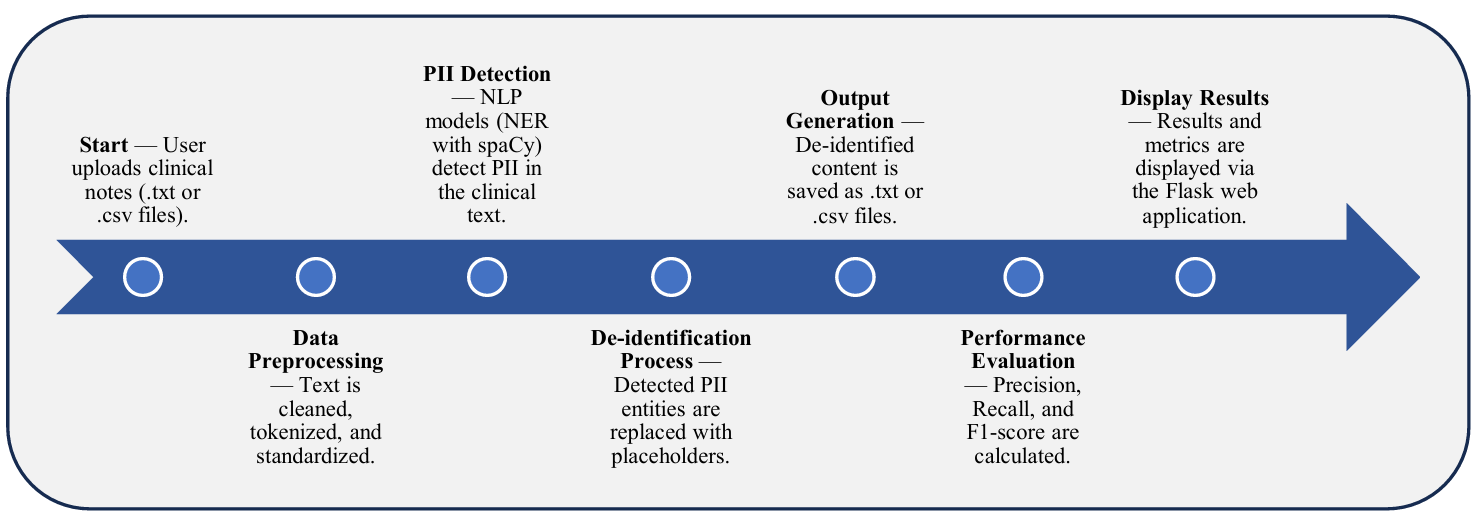 Start — User
uploads clinical
notes (.txt or
.csv files).
Data
Preprocessing
— Text is
cleaned,
tokenized, and
standardized.
PII Detection
— NLP
models (NER
with spaCy)
detect PII in
the clinical
text.
De-identification
Process —
Detected PII
entities are
replaced with
placeholders.
Output
Generation —
De-identified
content is
saved as .txt or
.csv files.
Performance
Evaluation
— Precision,
Recall, and
F1-score are
calculated.
Display Results
— Results and
metrics are
displayed via
the Flask web
application.